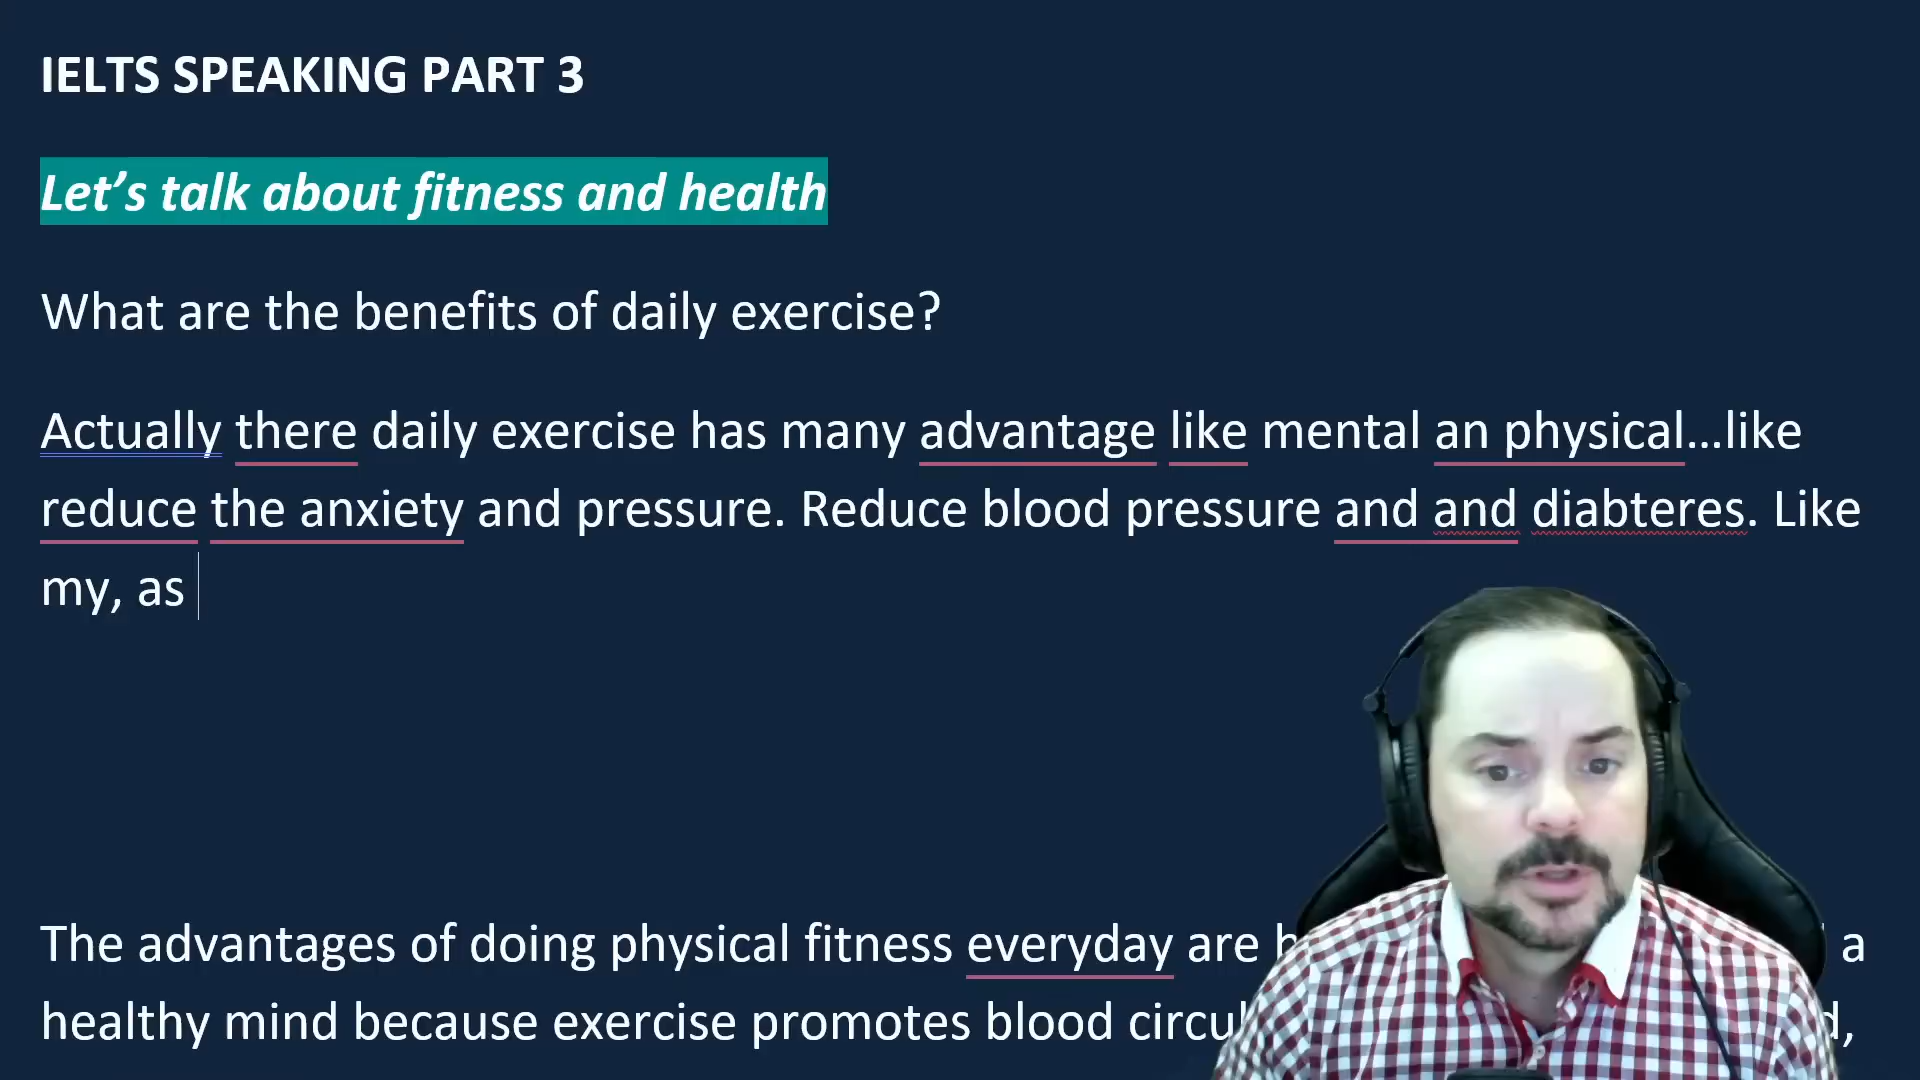 IELTS SPEAKING PART 3
Let’s talk about fitness and health
What are the benefits of daily exercise?
Actually there daily exercise has many advantage like mental an physical...like
reduce the anxiety and pressure. Reduce blood pressure and and diabteres. Like
my, as
The advantages of doing physical fitness everyday are a
healthy mind because exercise promotes blood